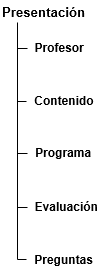 Presentación
Profesor
Contenido
Programa
Evaluación
Preguntas